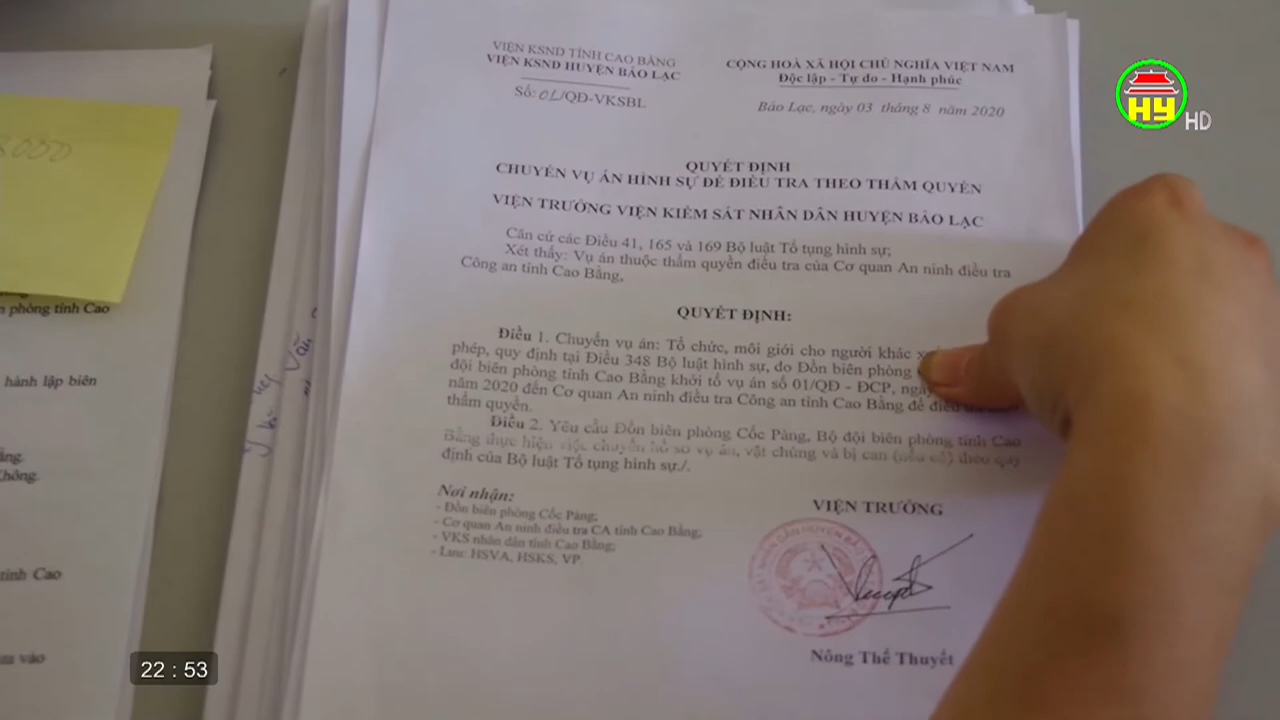 VIỆN KSND TỈNH CAO BẰNG
VIỆN KSND HUYỆN BẢO LẠC
Số: 01/QĐ-VKSBL
CỘNG HOÀ XÃ HỘI CHỦ NGHĨA VIỆT NAM
Độc lập - Tự do - Hạnh phúc
Bảo Lạc, ngày 03 tháng 8 năm 2020
QUYẾT ĐỊNH
CHUYỂN VỤ ÁN HÌNH SỰ ĐỂ ĐIỀU TRA THEO THẨM QUYỀN
VIỆN TRƯỞNG VIỆN KIỂM SÁT NHÂN DÂN HUYỆN BẢO LẠC
Căn cứ các Điều 41, 165 và 169 Bộ luật Tố tụng hình sự;
Xét thấy: Vụ án thuộc thẩm quyền điều tra của Cơ quan An ninh điều tra
Công an tỉnh Cao Bằng,
QUYẾT ĐỊNH:
Điều 1. Chuyển vụ án: Tổ chức, môi giới cho người khác
phép, quy định tại Điều 348 Bộ luật hình sự, do Đồn biên phòng
đội biên phòng tỉnh Cao Bằng khởi tố vụ án số 01/QĐ - ĐCP, ngày
năm 2020 đến Cơ quan An ninh điều tra Công an tỉnh Cao Bằng để điều tra
thẩm quyền.
Điều 2. Yêu cầu Đồn biên phòng Cốc Pàng, Bộ đội biên phòng tỉnh Cao
Bằng thực hiện việc chuyển hồ sơ vụ án, vật chứng và bị can (nếu có) theo quy
định của Bộ luật Tố tụng hình sự./.
Nơi nhận:
- Đồn biên phòng Cốc Pàng;
- Cơ quan An ninh điều tra CA tỉnh Cao Bằng;
- VKS nhân dân tỉnh Cao Bằng;
- Lưu: HSVA, HSKS, VP.
VIỆN TRƯỞNG
Nông Thế Thuyết
phòng tỉnh Cao
hành lập biên
tỉnh Cao
vào
HY HD
22 : 53